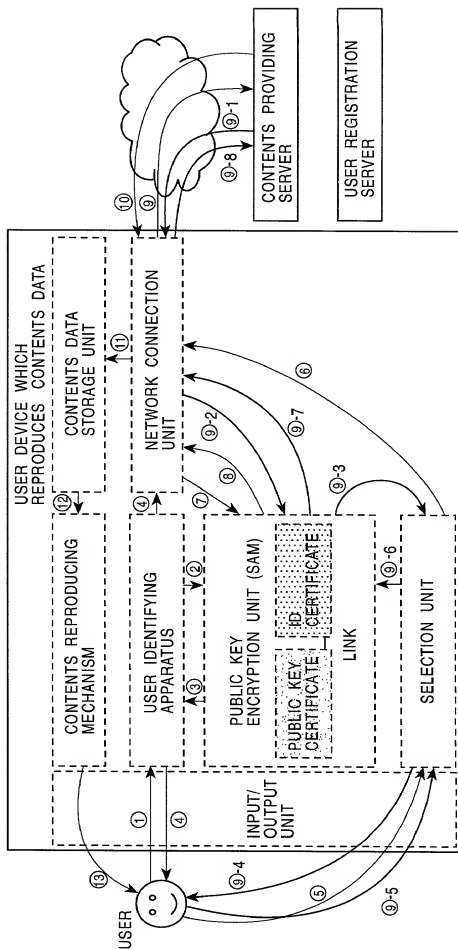 USER DEVICE WHICH
REPRODUCES CONTENTS DATA
CONTENTS REPRODUCING
MECHANISM
⑫
CONTENTS DATA
STORAGE UNIT
⑬
⑪
⑩
⑨
USER
①
④
USER IDENTIFYING
APPARATUS
④
NETWORK CONNECTION
UNIT
⑨-1
⑨-8
CONTENTS PROVIDING
SERVER
③
②
⑦
⑧
⑨-2
PUBLIC KEY
ENCRYPTION UNIT (SAM)
PUBLIC KEY
CERTIFICATE
ID
CERTIFICATE
LINK
⑨-7
USER REGISTRATION
SERVER
INPUT/
OUTPUT
UNIT
⑨-4
⑤
⑨-5
⑨-6
⑨-3
⑥
SELECTION UNIT